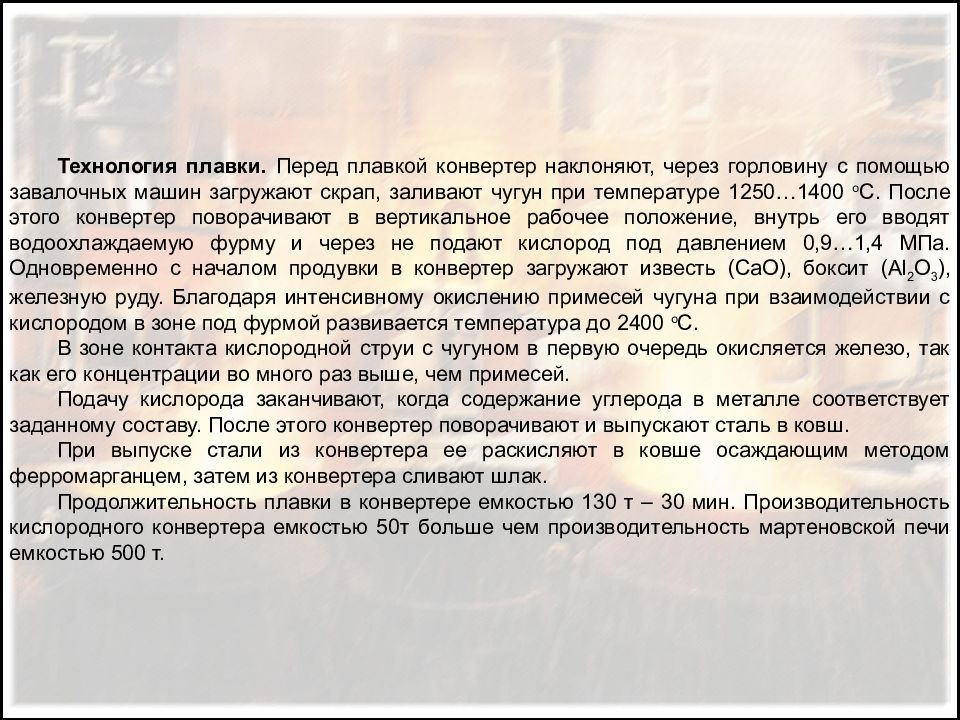 Технология плавки. Перед плавкой конвертер наклоняют, через горловину с помощью
завалочных машин загружают скрап, заливают чугун при температуре 1250…1400 °С. После
этого конвертер поворачивают в вертикальное рабочее положение, внутрь его вводят
водоохлаждаемую фурму и через не подают кислород под давлением 0,9…1,4 МПа.
Одновременно с началом продувки в конвертер загружают известь (CaO), боксит (Al₂O₃),
железную руду. Благодаря интенсивному окислению примесей чугуна при взаимодействии с
кислородом в зоне под фурмой развивается температура до 2400 °С.
В зоне контакта кислородной струи с чугуном в первую очередь окисляется железо, так
как его концентрации во много раз выше, чем примесей.
Подачу кислорода заканчивают, когда содержание углерода в металле соответствует
заданному составу. После этого конвертер поворачивают и выпускают сталь в ковш.
При выпуске стали из конвертера ее раскисляют в ковше осаждающим методом
ферромарганцем, затем из конвертера сливают шлак.
Продолжительность плавки в конвертере емкостью 130 т – 30 мин. Производительность
кислородного конвертера емкостью 50т больше чем производительность мартеновской печи
емкостью 500 т.